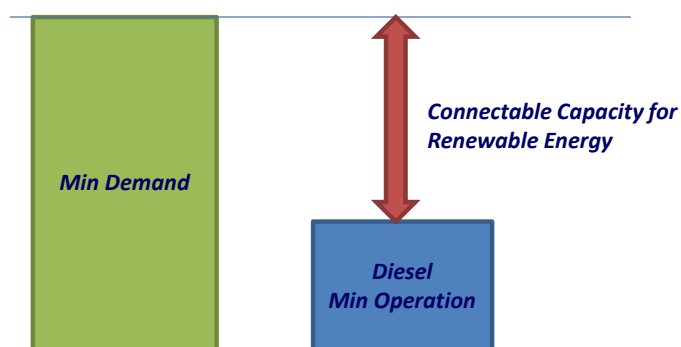 Connectable Capacity for
Renewable Energy
Min Demand
Diesel
Min Operation